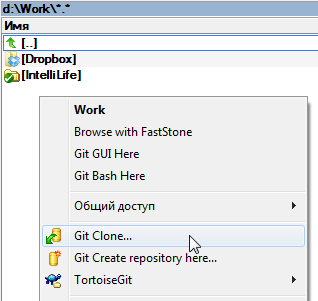 d:\Work\*.*
Имя
[..]
[Dropbox]
[IntelliLife]
Work
Browse with FastStone
Git GUI Here
Git Bash Here
Общий доступ
Git Clone...
Git Create repository here...
TortoiseGit